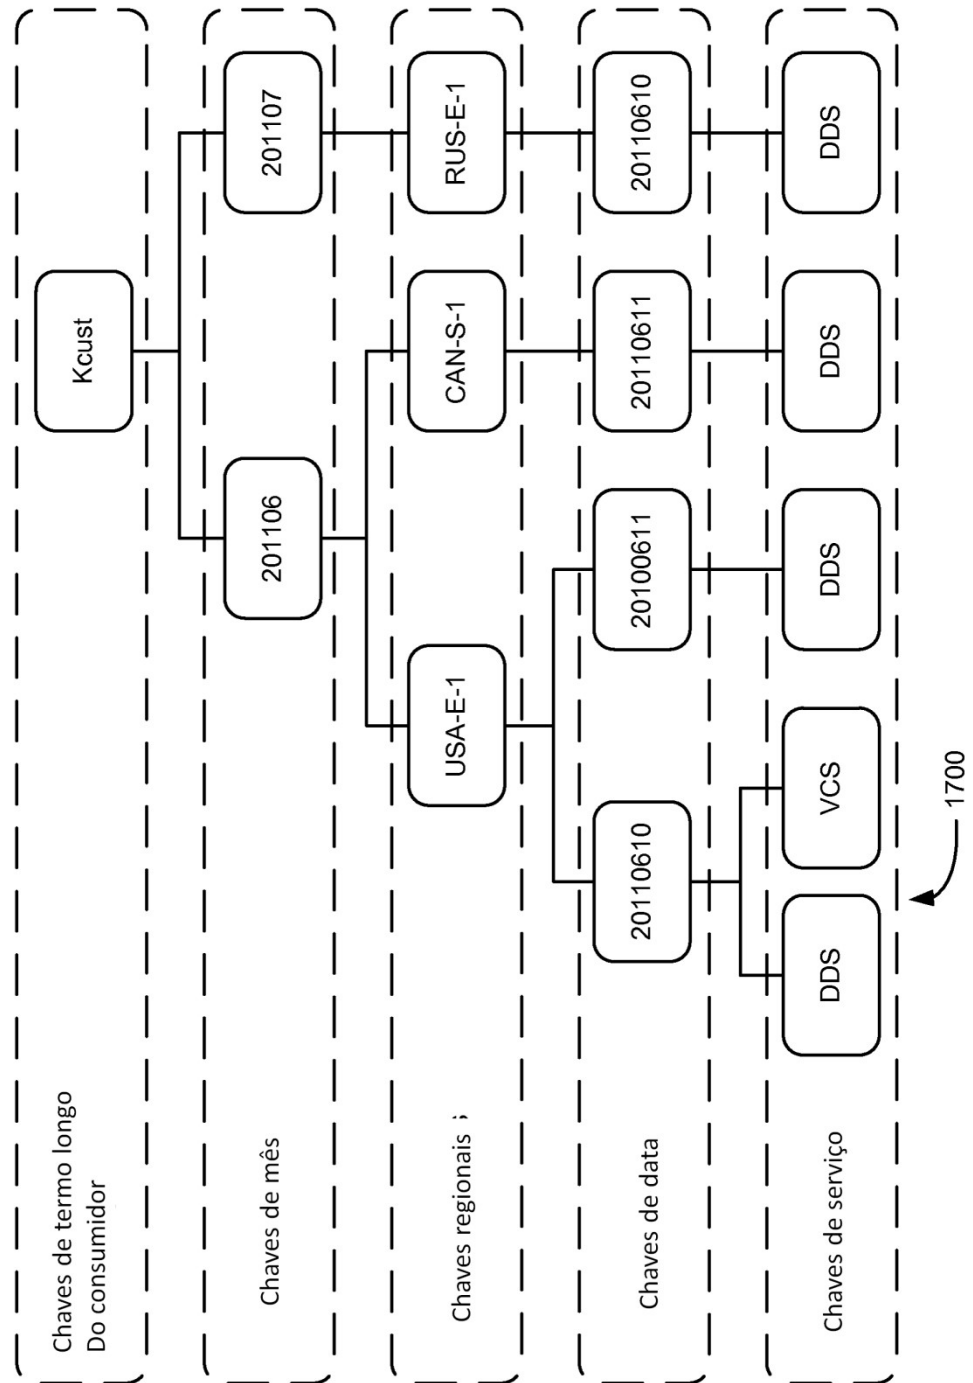 Chaves de termo longo
Do consumidor
Kcust
Chaves de mês
201106
201107
Chaves regionais s
USA-E-1
CAN-S-1
RUS-E-1
Chaves de data
20110610
20100611
20110611
20110610
Chaves de serviço
DDS
VCS
DDS
DDS
DDS
1700